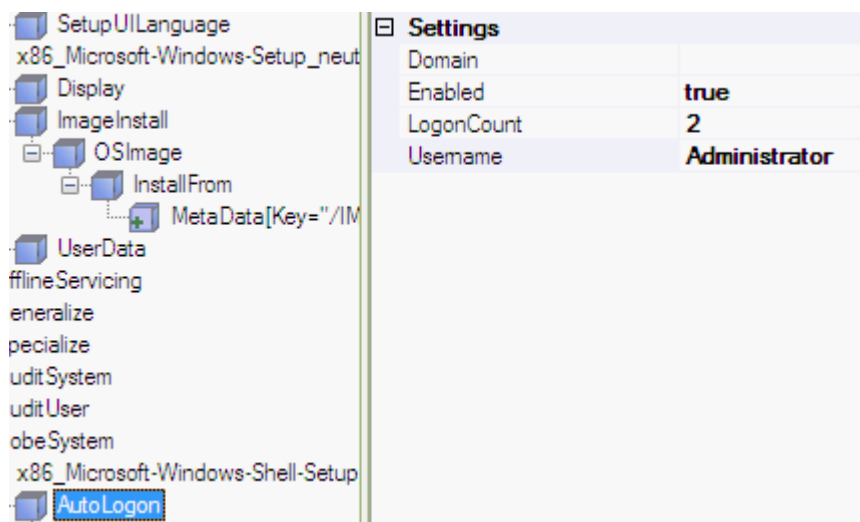 SetupUILanguage
x86_Microsoft-Windows-Setup_neut
Display
ImageInstall
OSImage
InstallFrom
MetaData[Key="/IM
UserData
fflineServicing
eneralize
pecialize
uditSystem
uditUser
obeSystem
x86_Microsoft-Windows-Shell-Setup
AutoLogon
Settings
Domain
Enabled true
LogonCount 2
Username Administrator